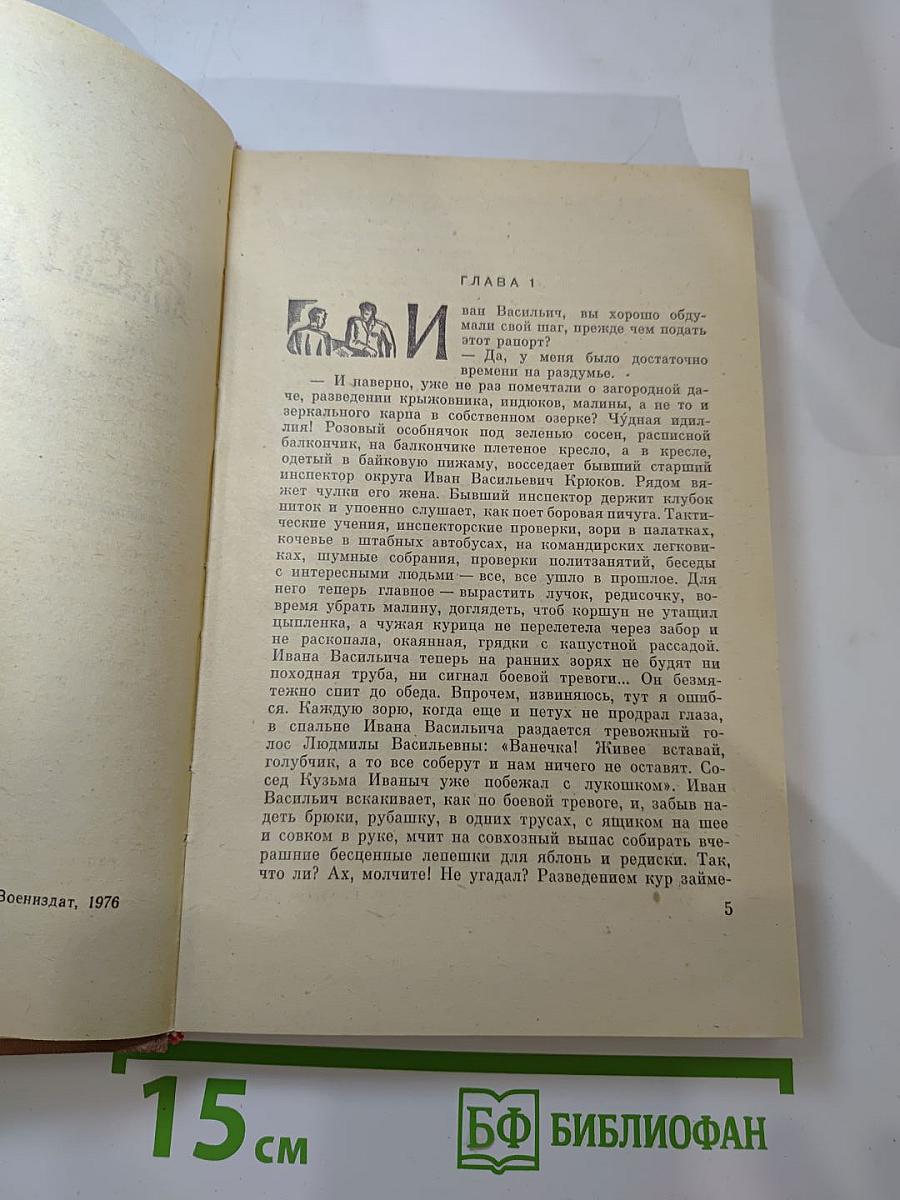 ГЛАВА 1
Иван Васильич, вы хорошо обду-
мали свой шаг, прежде чем подать
этот рапорт?
— Да, у меня было достаточно
времени на раздумье.
— И наверно, уже не раз помечтали о загородной да-
че, разведении крыжовника, индюков, малины, а не то и
зеркального карпа в собственном озерке? Чу́дная идил-
лия! Розовый особнячок под зеленью сосен, расписной
балкончик, на балкончике плетеное кресло, а в кресле,
одетый в байковую пижаму, восседает бывший старший
инспектор округа Иван Васильевич Крюков. Рядом вя-
жет чулки его жена. Бывший инспектор держит клубок
ниток и упоенно слушает, как поет боровая пичуга. Такти-
ческие учения, инспекторские проверки, зори в палатках,
кочевье в штабных автобусах, на командирских легкови-
ках, шумные собрания, проверки политзанятий, беседы
с интересными людьми — все, все ушло в прошлое. Для
него теперь главное — вырастить лучок, редисочку, во-
время убрать малину, доглядеть, чтоб коршун не утащил
цыпленка, а чужая курица не перелетела через забор и
не раскопала, окаянная, грядки с капустной рассадой.
Ивана Васильича теперь на ранних зорях не будят ни
походная труба, ни сигнал боевой тревоги... Он безмя-
тежно спит до обеда. Впрочем, извиняюсь, тут я ошиб-
ся. Каждую зорю, когда еще и петух не продрал глаза,
в спальне Ивана Васильича раздается тревожный го-
лос Людмилы Васильевны: «Ванечка! Живее вставай,
голубчик, а то все соберут и нам ничего не оставят. Со-
сед Кузьма Иваныч уже побежал с лукошком». Иван
Васильич вскакивает, как по боевой тревоге, и, забыв на-
деть брюки, рубашку, в одних трусах, с ящиком на шее
и совком в руке, мчит на совхозный выпас собирать вче-
рашние бесценные лепешки для яблонь и редиски. Так,
что ли? Ах, молчите! Не угадал? Разведением кур займе-
5
Воениздат, 1976
15 см
БФ БИБЛИОФАН